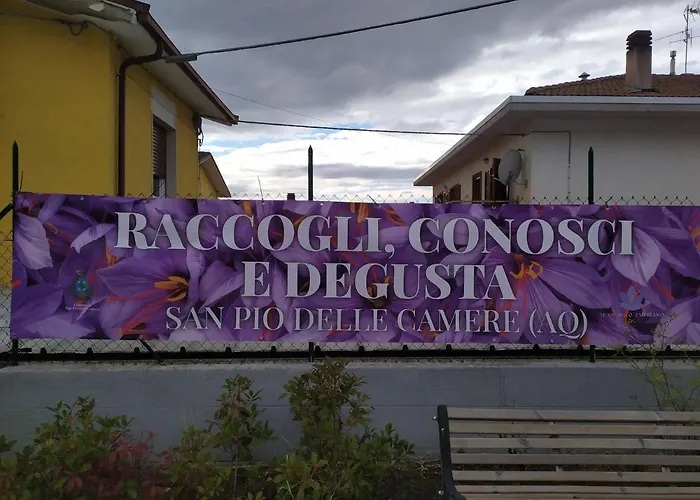 RACCOGLI, CONOSCI
E DEGUSTA
SAN PIO DELLE CAMERE (AQ)